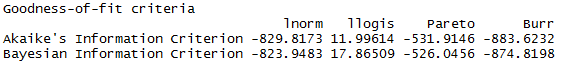 Goodness-of-fit criteria
lnorm llogis Pareto Burr
Akaike's Information Criterion -829.8173 11.99614 -531.9146 -883.6232
Bayesian Information Criterion -823.9483 17.86509 -526.0456 -874.8198